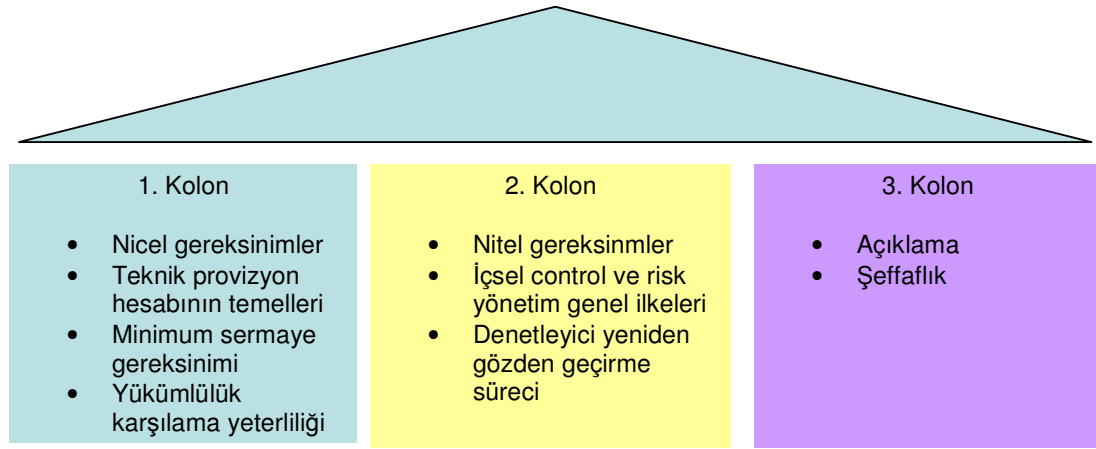 1. Kolon
• Nicel gereksinimler
• Teknik provizyon
hesabının temelleri
• Minimum sermaye
gereksinimi
• Yükümlülük
karşılama yeterliliği
2. Kolon
• Nitel gereksinmler
• İçsel control ve risk
yönetim genel ilkeleri
• Denetleyici yeniden
gözden geçirme
süreci
3. Kolon
• Açıklama
• Şeffaflık